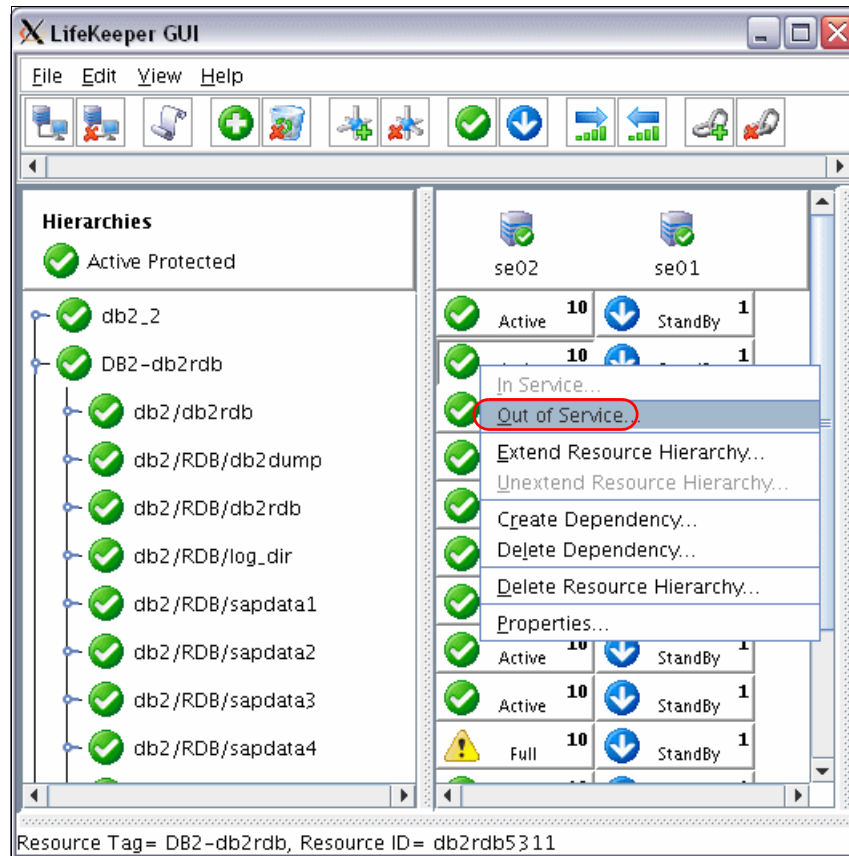 LifeKeeper GUI
File Edit View Help
Hierarchies
Active Protected
se02 se01
db2_2
Active 10 StandBy 1
DB2-db2rdb
10 1
In Service...
Out of Service...
Extend Resource Hierarchy...
Unextend Resource Hierarchy...
Create Dependency...
Delete Dependency...
Delete Resource Hierarchy...
Properties...
db2/db2rdb
db2/RDB/db2dump
db2/RDB/db2rdb
db2/RDB/log_dir
db2/RDB/sapdata1
db2/RDB/sapdata2
Active 10 StandBy 1
db2/RDB/sapdata3
Active 10 StandBy 1
db2/RDB/sapdata4
Full 10 StandBy 1
Resource Tag= DB2-db2rdb, Resource ID= db2rdb5311